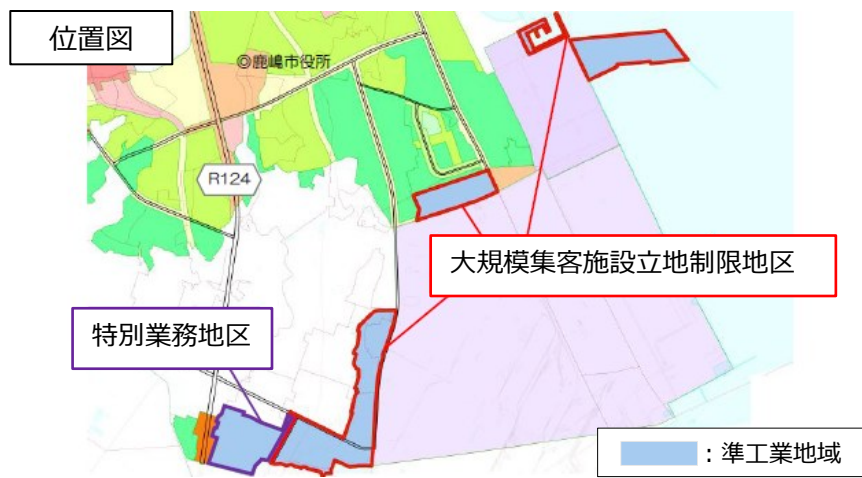 位置図
◎鹿嶋市役所
R124
大規模集客施設立地制限地区
特別業務地区
：準工業地域